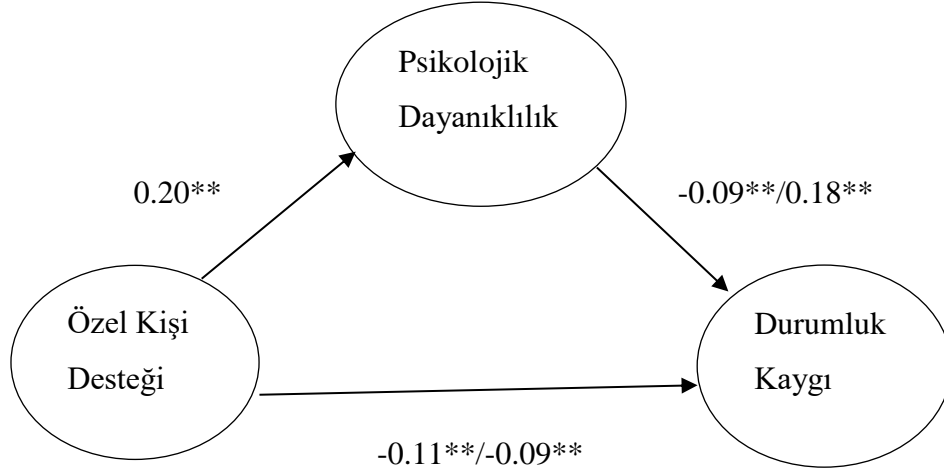 Psikolojik
Dayanıklılık
0.20**
-0.09**/0.18**
Özel Kişi
Desteği
Durumluk
Kaygı
-0.11**/-0.09**